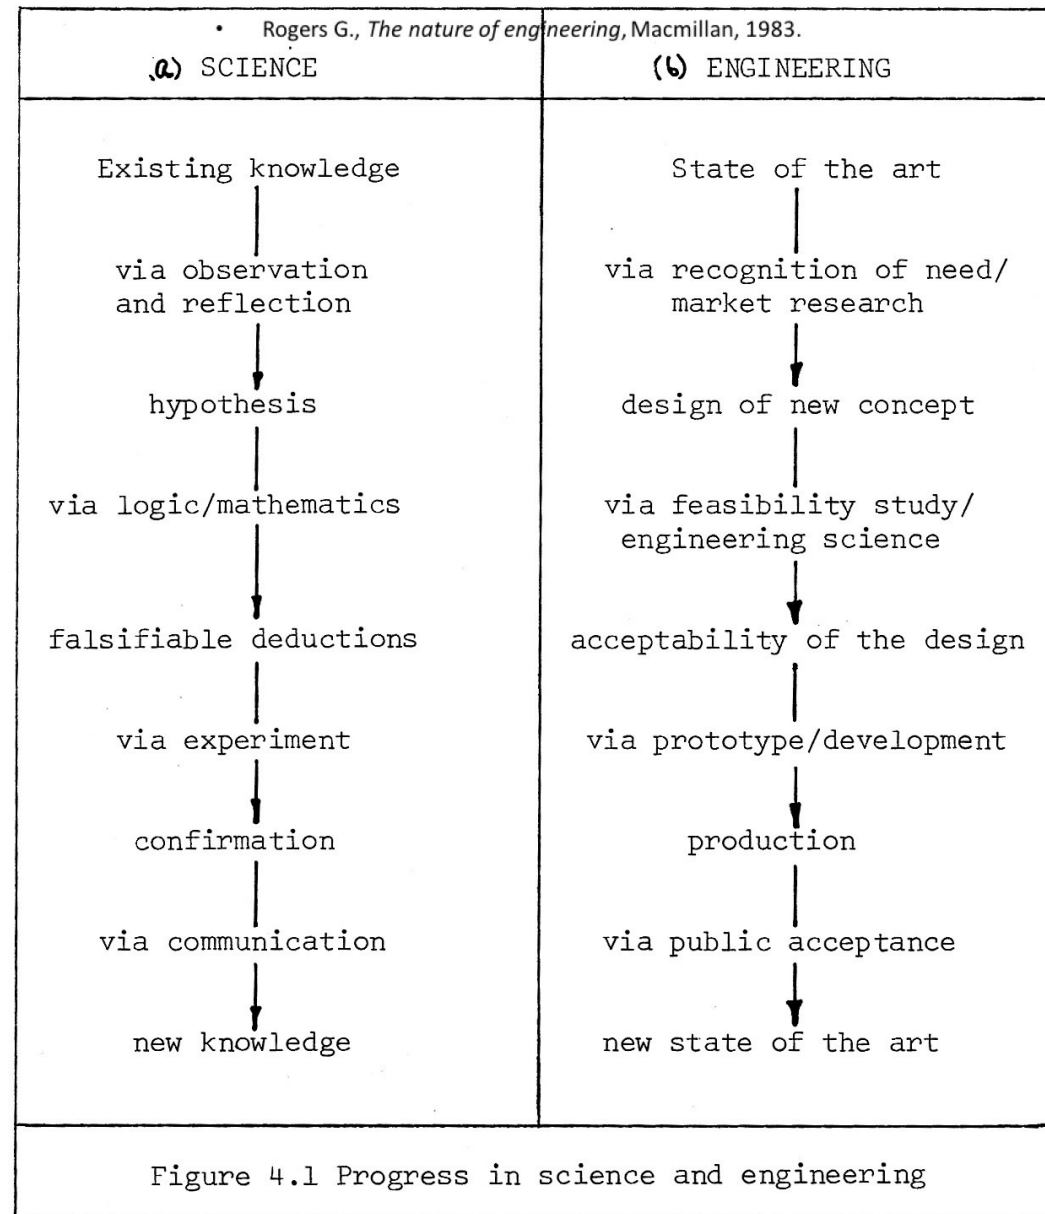 • Rogers G., The nature of engineering, Macmillan, 1983.
(a) SCIENCE
Existing knowledge
via observation
and reflection
hypothesis
via logic/mathematics
falsifiable deductions
via experiment
confirmation
via communication
new knowledge
(b) ENGINEERING
State of the art
via recognition of need/
market research
design of new concept
via feasibility study/
engineering science
acceptability of the design
via prototype/development
production
via public acceptance
new state of the art
Figure 4.1 Progress in science and engineering